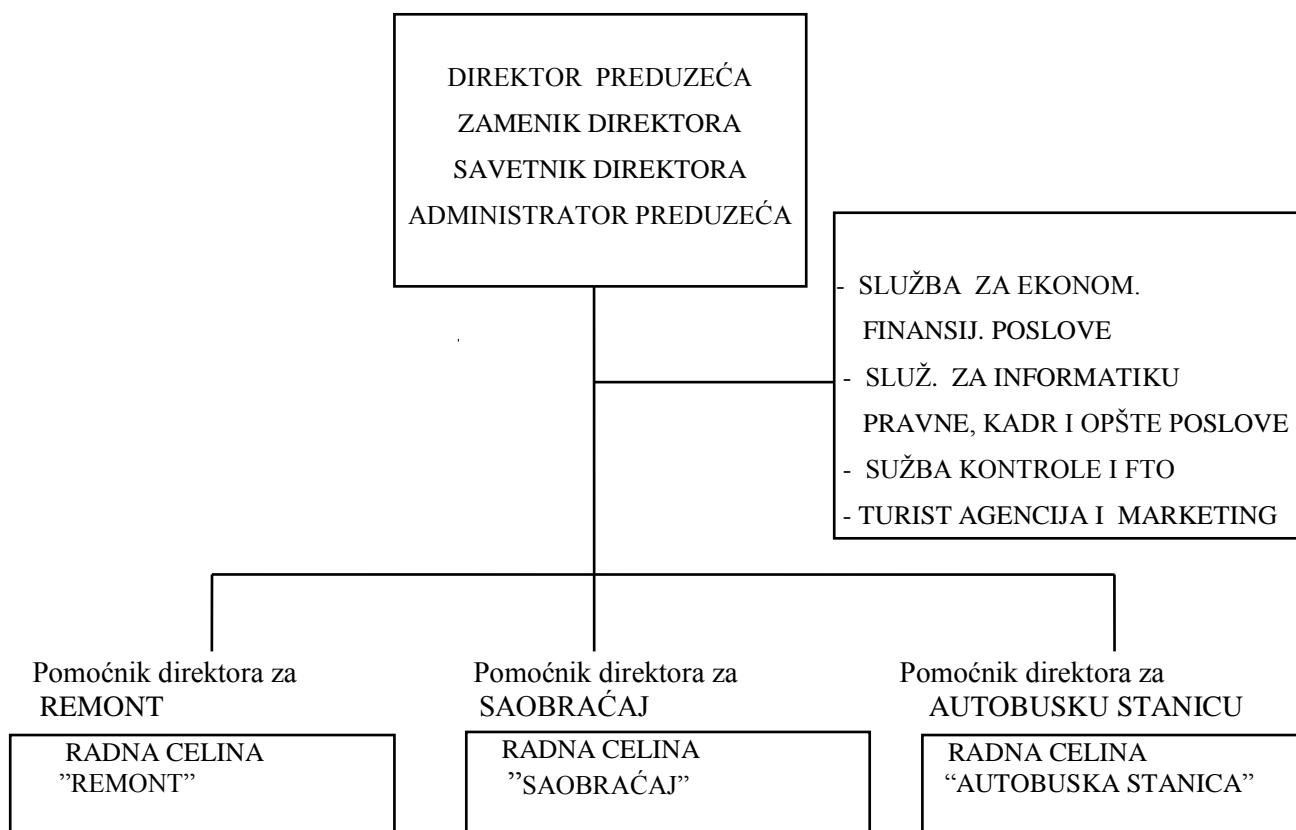 DIREKTOR PREDUZEĆA
ZAMENIK DIREKTORA
SAVETNIK DIREKTORA
ADMINISTRATOR PREDUZEĆA
- SLUŽBA ZA EKONOM.
FINANSIJ. POSLOVE
- SLUŽ. ZA INFORMATIKU
PRAVNE, KADR I OPŠTE POSLOVE
- SUŽBA KONTROLE I FTO
- TURIST AGENCIJA I MARKETING
Pomoćnik direktora za
REMONT
RADNA CELINA
”REMONT”
Pomoćnik direktora za
SAOBRAĆAJ
RADNA CELINA
”SAOBRAĆAJ”
Pomoćnik direktora za
AUTOBUSKU STANICU
RADNA CELINA
“AUTOBUSKA STANICA”